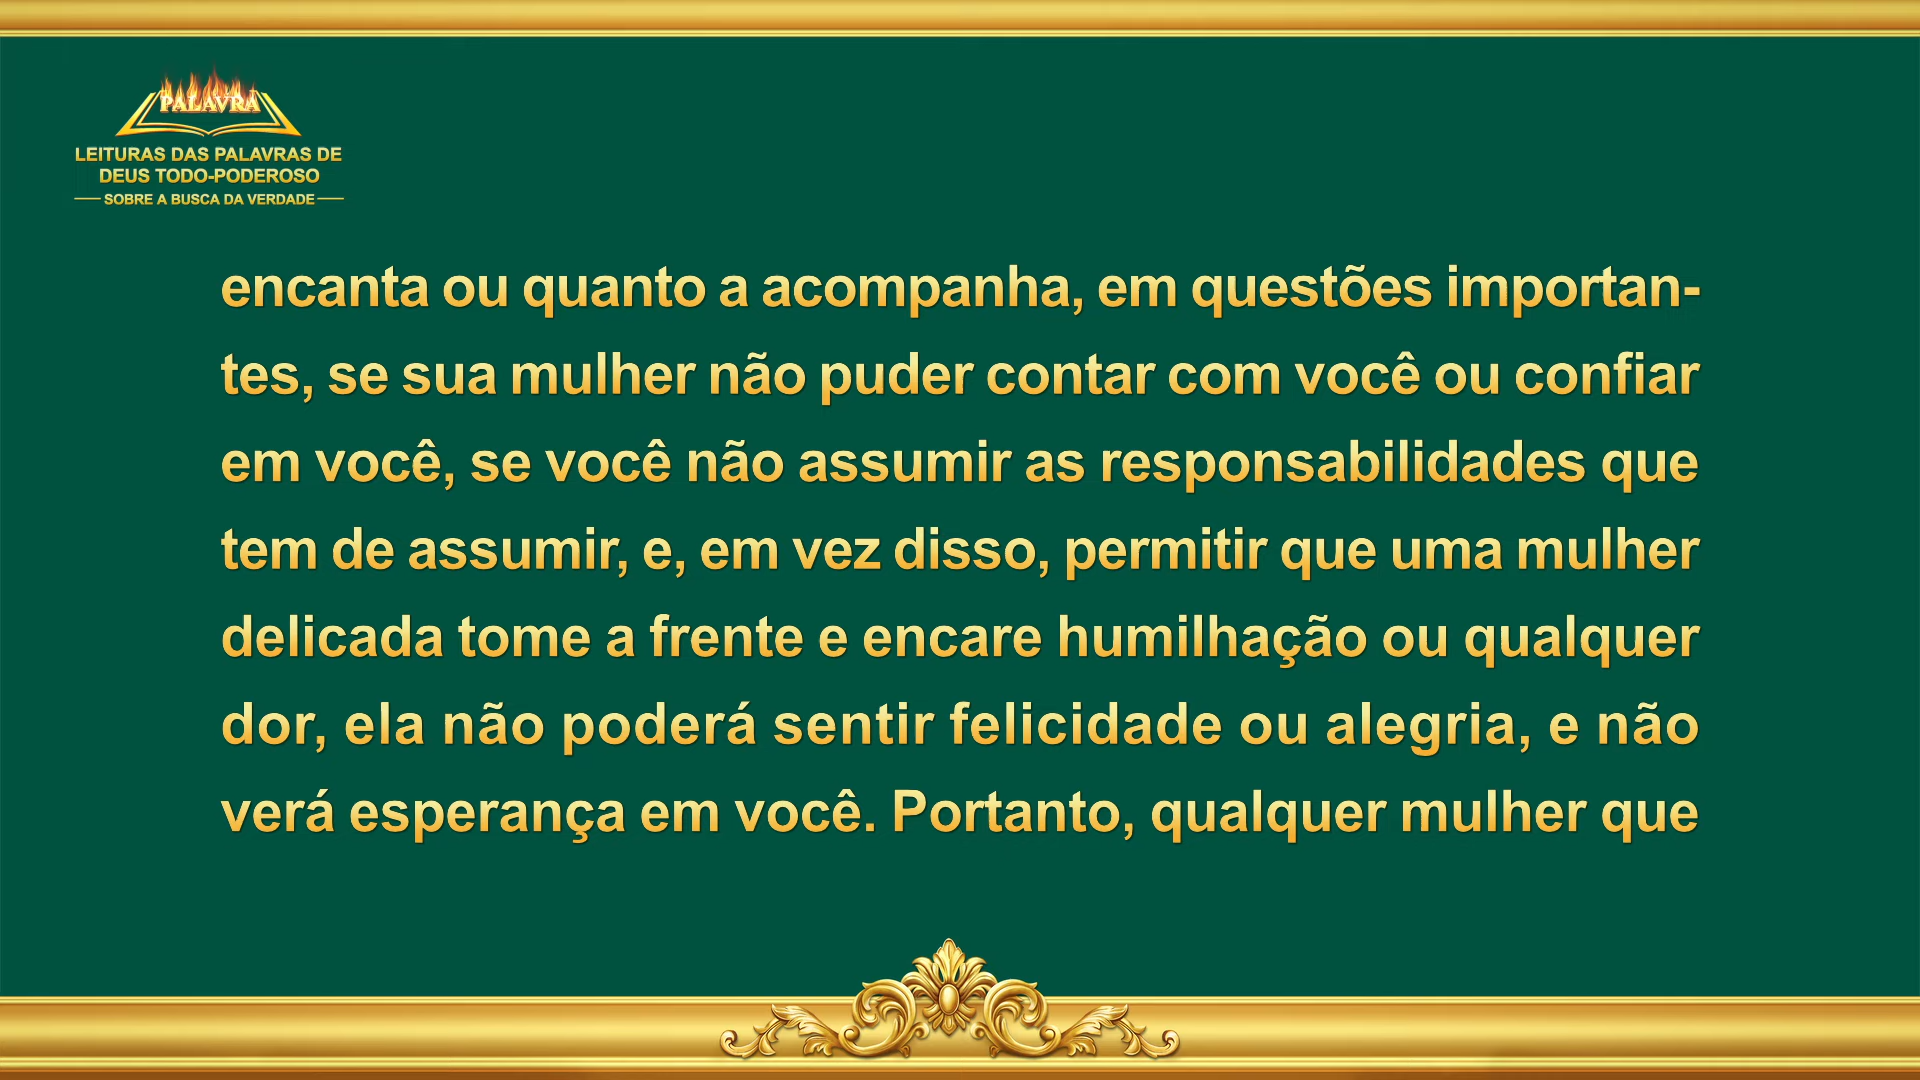 PALAVRA
LEITURAS DAS PALAVRAS DE
DEUS TODO-PODEROSO
SOBRE A BUSCA DA VERDADE
encanta ou quanto a acompanha, em questões importan-
tes, se sua mulher não puder contar com você ou confiar
em você, se você não assumir as responsabilidades que
tem de assumir, e, em vez disso, permitir que uma mulher
delicada tome a frente e encare humilhação ou qualquer
dor, ela não poderá sentir felicidade ou alegria, e não
verá esperança em você. Portanto, qualquer mulher que